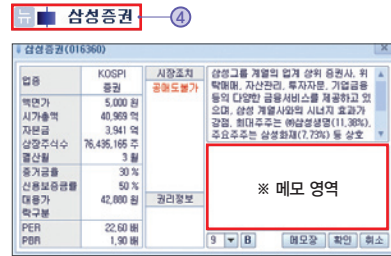 뉴 삼성증권 ④
삼성증권(016360)
업종 KOSPI 증권
액면가 5,000 원
시가총액 40,969 억
자본금 3,941 억
상장주식수 76,435,165 주
결산월 3 월
증거금률 30 %
신용보증금률 50 %
대용가 42,880 원
락구분
PER 22,60 배
PBR 1,90 배
시장조치
공매도불가
권리정보
삼성그룹 계열의 업계 상위 증권사. 위
탁매매, 자산관리, 투자자문, 기업금융
등의 다양한 금융서비스를 제공하고 있
으며, 삼성 계열사와의 시너지 효과가
강점. 최대주주는 ㈜삼성생명(11,38%),
주요주주는 삼성화재(7,73%) 등 상호
※ 메모 영역
9 B 메모장 확인 취소